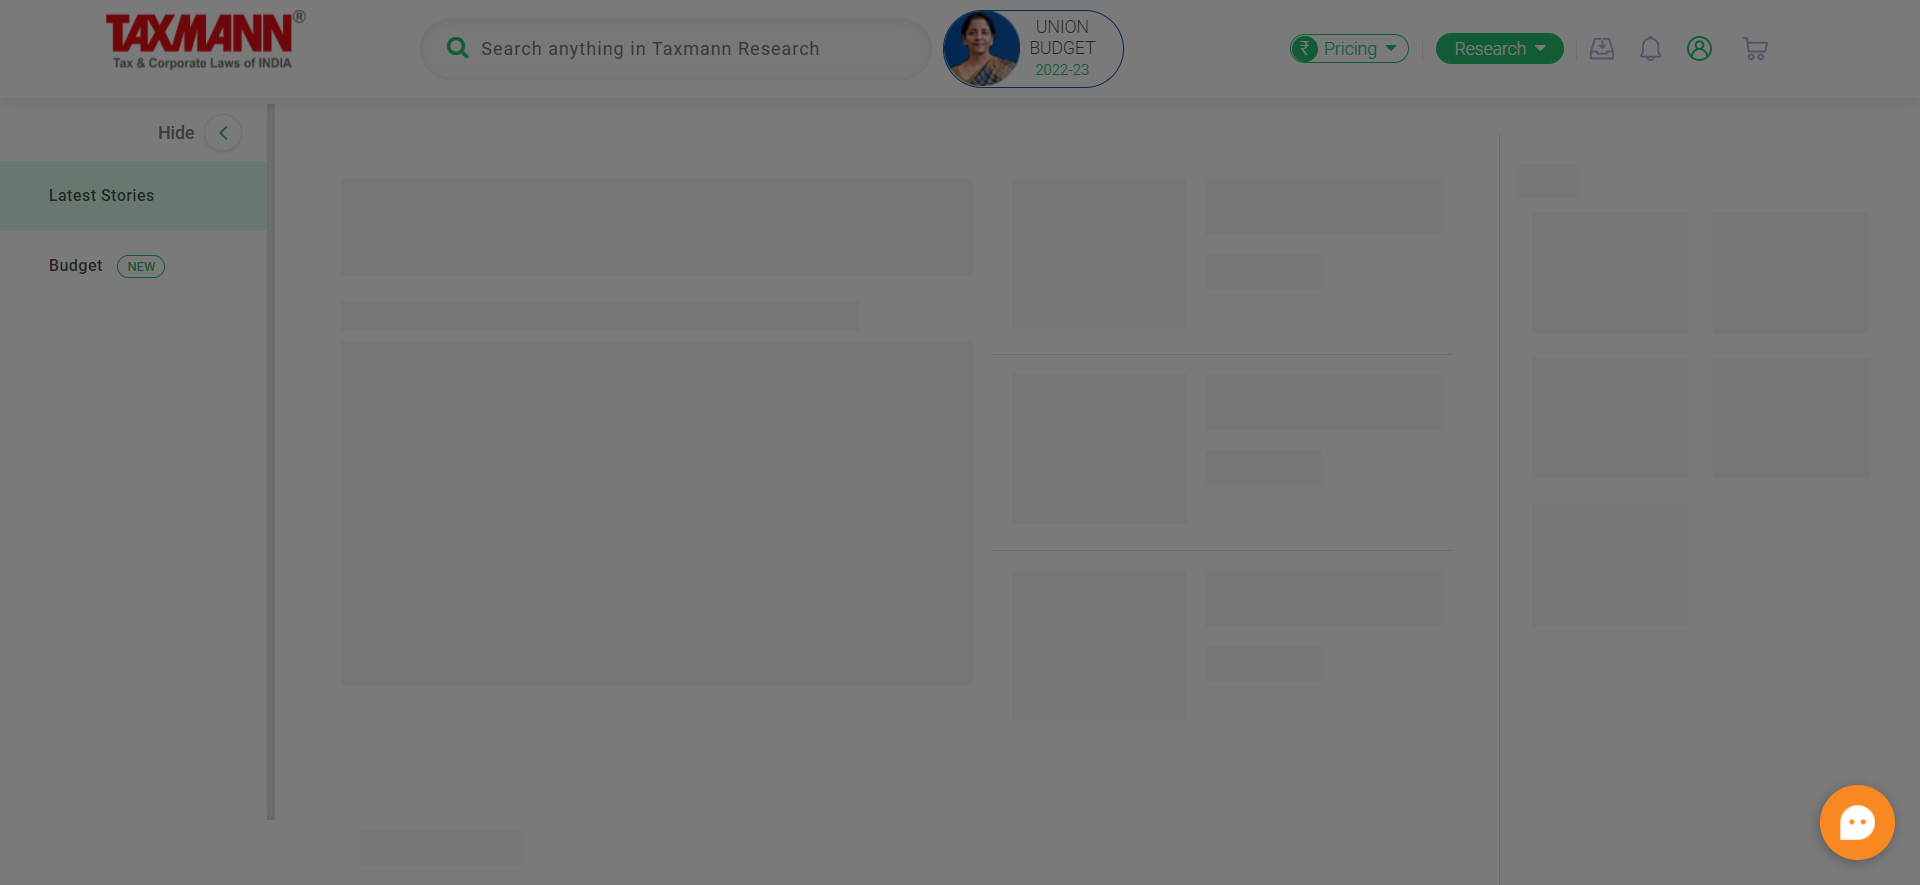 TAXMANN®
Tax & Corporate Laws of INDIA
Search anything in Taxmann Research
UNION
BUDGET
2022-23
₹ Pricing
Research
Hide
Latest Stories
Budget NEW